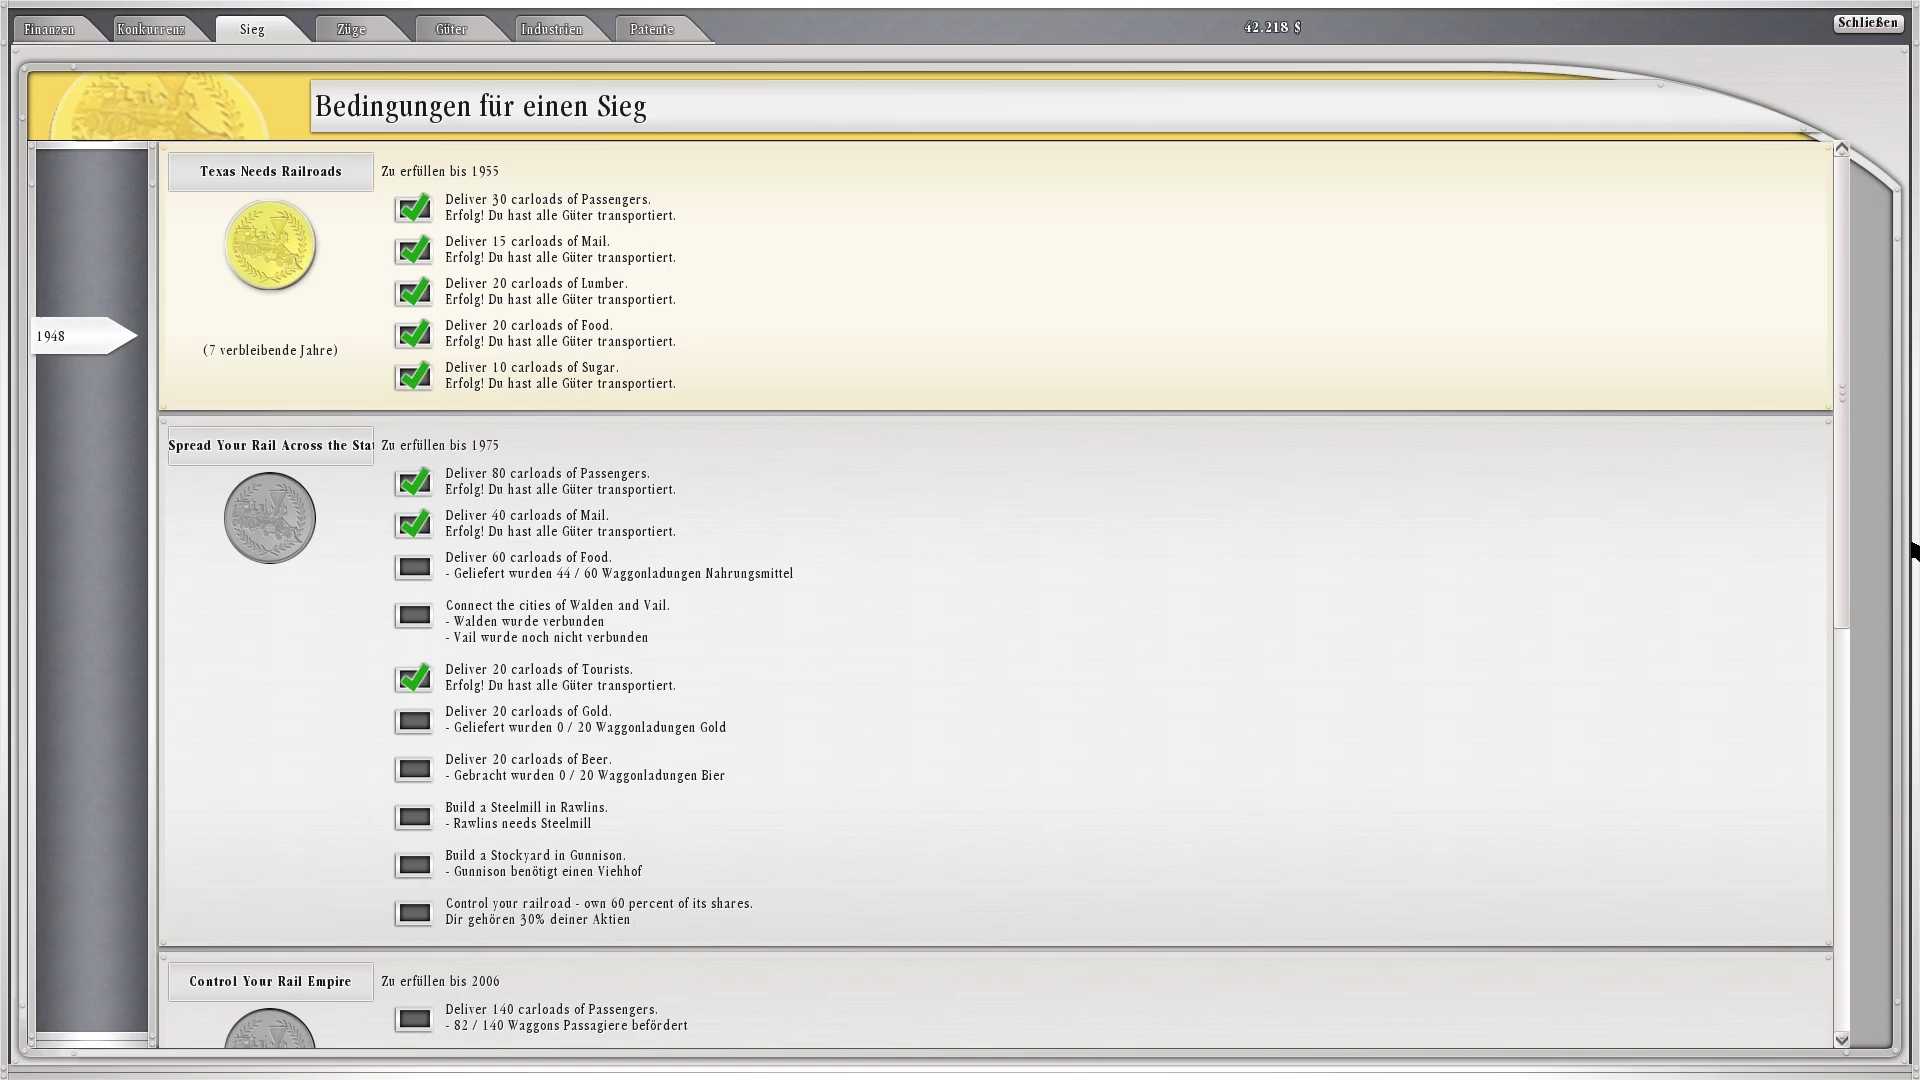 Finanzen
Konkurrenz
Sieg
Züge
Güter
Industrien
Patente
42.218 $
Schließen
Bedingungen für einen Sieg
1948
Texas Needs Railroads
(7 verbleibende Jahre)
Zu erfüllen bis 1955
Deliver 30 carloads of Passengers.
Erfolg! Du hast alle Güter transportiert.
Deliver 15 carloads of Mail.
Erfolg! Du hast alle Güter transportiert.
Deliver 20 carloads of Lumber.
Erfolg! Du hast alle Güter transportiert.
Deliver 20 carloads of Food.
Erfolg! Du hast alle Güter transportiert.
Deliver 10 carloads of Sugar.
Erfolg! Du hast alle Güter transportiert.
Spread Your Rail Across the Stat
Zu erfüllen bis 1975
Deliver 80 carloads of Passengers.
Erfolg! Du hast alle Güter transportiert.
Deliver 40 carloads of Mail.
Erfolg! Du hast alle Güter transportiert.
Deliver 60 carloads of Food.
- Geliefert wurden 44 / 60 Waggonladungen Nahrungsmittel
Connect the cities of Walden and Vail.
- Walden wurde verbunden
- Vail wurde noch nicht verbunden
Deliver 20 carloads of Tourists.
Erfolg! Du hast alle Güter transportiert.
Deliver 20 carloads of Gold.
- Geliefert wurden 0 / 20 Waggonladungen Gold
Deliver 20 carloads of Beer.
- Gebracht wurden 0 / 20 Waggonladungen Bier
Build a Steelmill in Rawlins.
- Rawlins needs Steelmill
Build a Stockyard in Gunnison.
- Gunnison benötigt einen Viehhof
Control your railroad - own 60 percent of its shares.
Dir gehören 30% deiner Aktien
Control Your Rail Empire
Zu erfüllen bis 2006
Deliver 140 carloads of Passengers.
- 82 / 140 Waggons Passagiere befördert